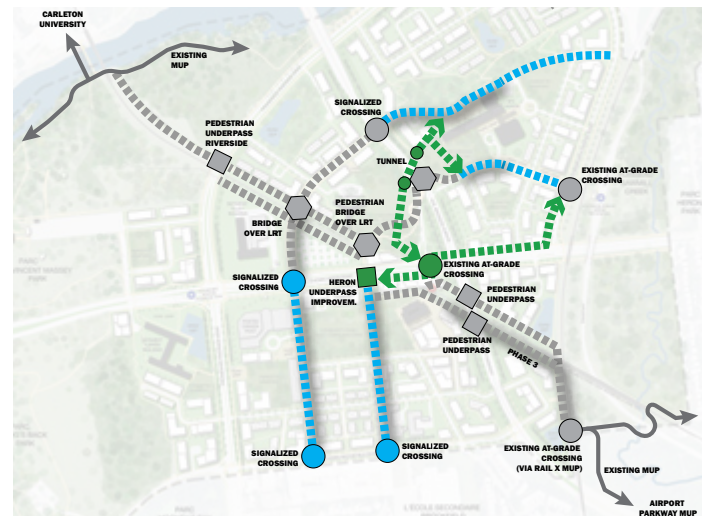 CARLETON
UNIVERSITY
EXISTING
MUP
SIGNALIZED
CROSSING
PEDESTRIAN
UNDERPASS
RIVERSIDE
TUNNEL
EXISTING AT-GRADE
CROSSING
PEDESTRIAN
BRIDGE
OVER LRT
BRIDGE
OVER LRT
EXISTING AT-GRADE
CROSSING
SIGNALIZED
CROSSING
HERON
UNDERPASS
IMPROVEM.
PEDESTRIAN
UNDERPASS
PEDESTRIAN
UNDERPASS
PHASE 3
SIGNALIZED
CROSSING
SIGNALIZED
CROSSING
EXISTING AT-GRADE
CROSSING
(VIA RAIL X MUP)
EXISTING MUP
AIRPORT
PARKWAY MUP
L'ÉCOLE SECONDAIRE